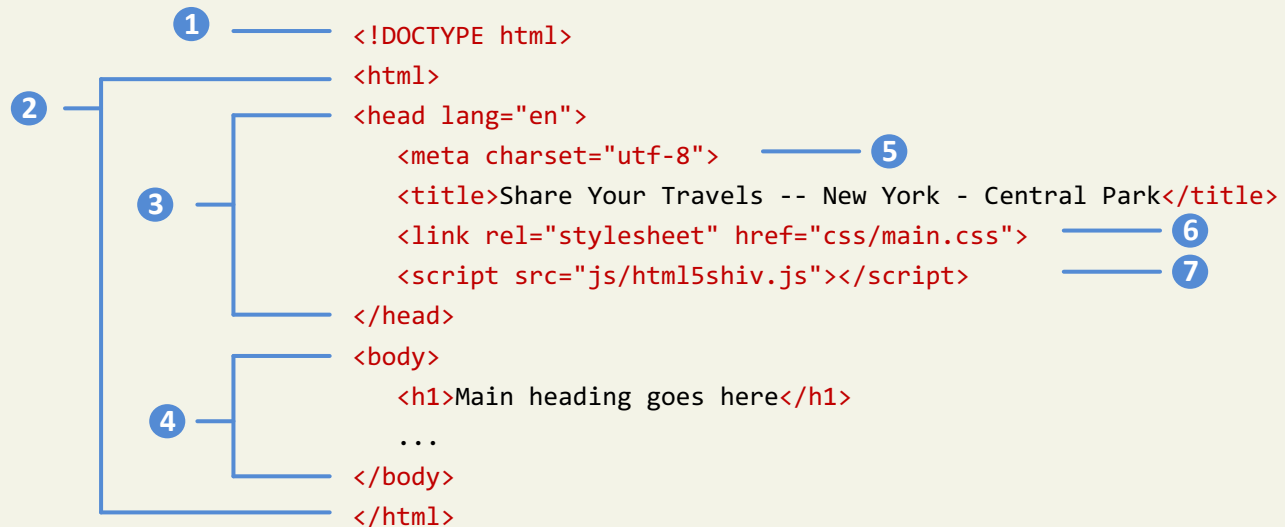 1 <!DOCTYPE html>
<html>
2 <head lang="en">
<meta charset="utf-8"> 5
3 <title>Share Your Travels -- New York - Central Park</title>
<link rel="stylesheet" href="css/main.css"> 6
<script src="js/html5shiv.js"></script> 7
</head>
<body>
<h1>Main heading goes here</h1>
4 ...
</body>
</html>